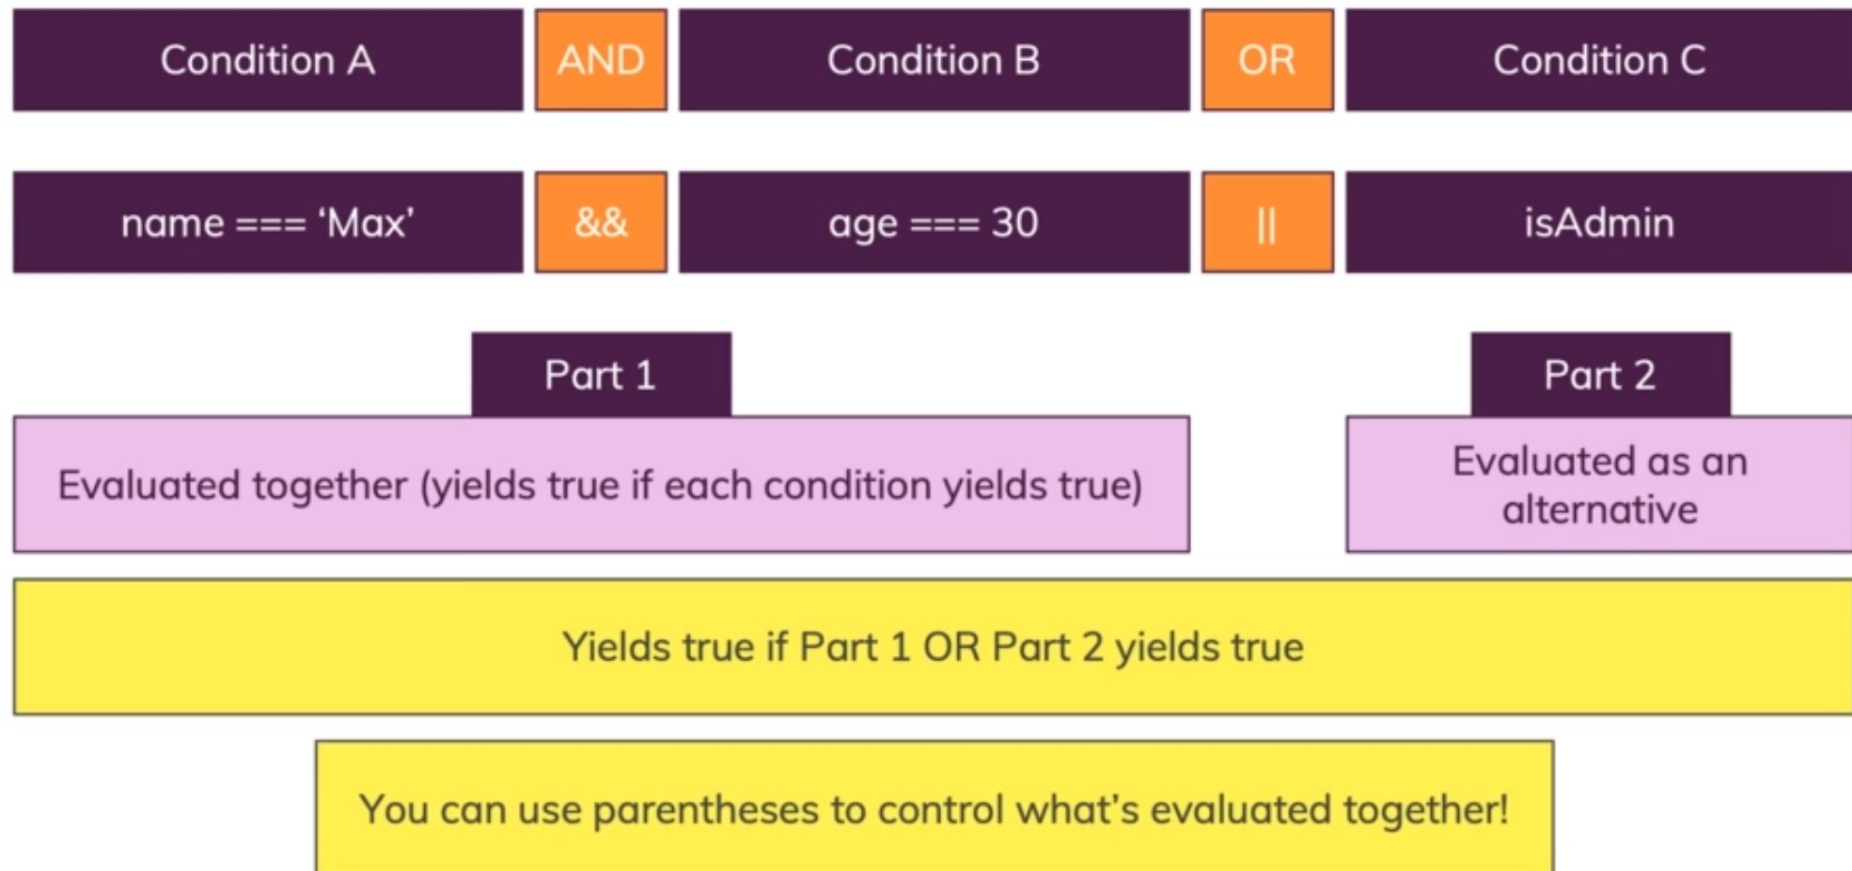 Condition A AND Condition B OR Condition C
name === ‘Max’ && age === 30 || isAdmin
Part 1
Part 2
Evaluated together (yields true if each condition yields true)
Evaluated as an
alternative
Yields true if Part 1 OR Part 2 yields true
You can use parentheses to control what’s evaluated together!